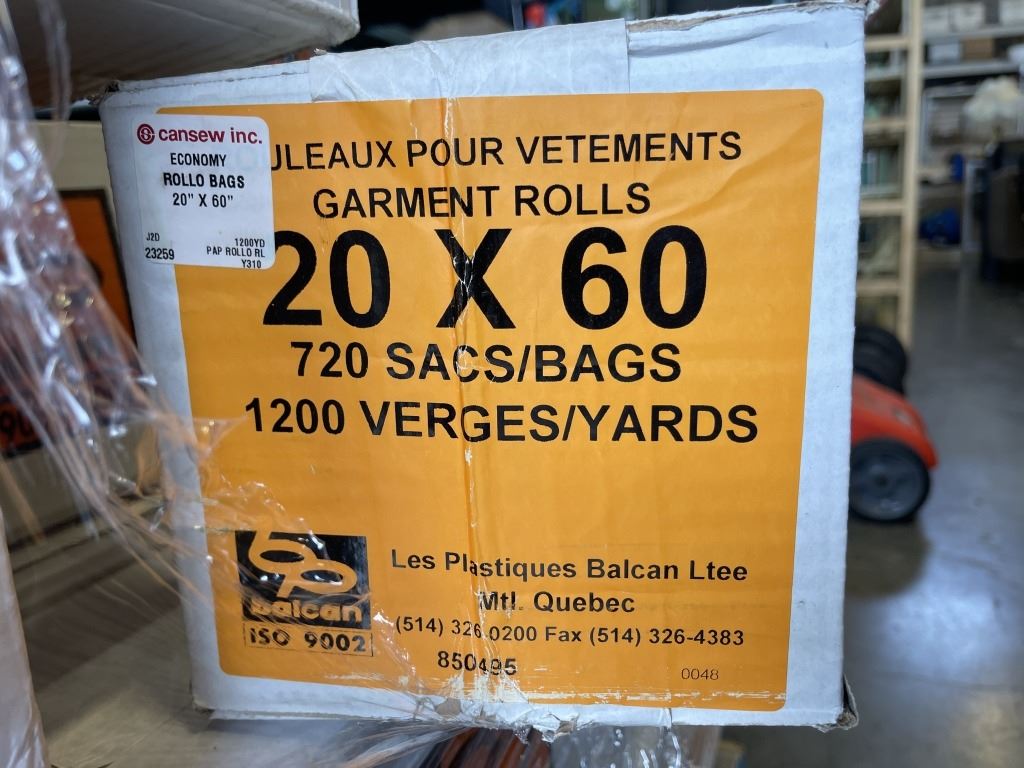 cansew inc.
ECONOMY
ROLLO BAGS
20" X 60"
J2D
1200YD
23259
PAP ROLLO RL
Y310
ULEAUX POUR VETEMENTS
GARMENT ROLLS
20 X 60
720 SACS/BAGS
1200 VERGES/YARDS
balcan
ISO 9002
Les Plastiques Balcan Ltee
Mtl. Quebec
(514) 326-0200 Fax (514) 326-4383
850495
0048
90